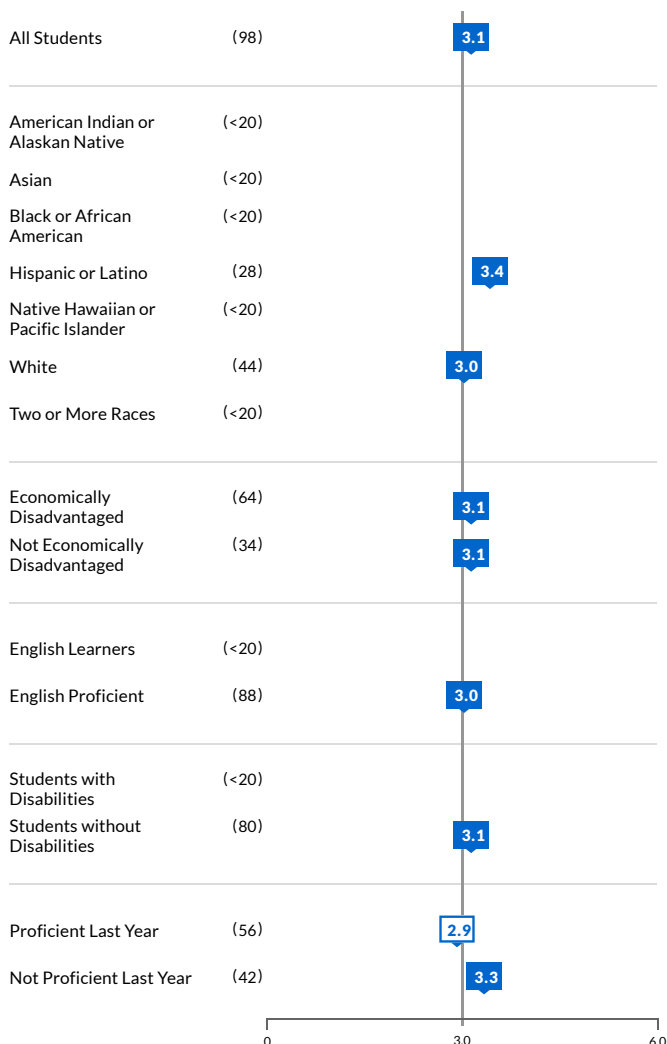 All Students (98) 3.1
American Indian or (<20)
Alaskan Native
Asian (<20)
Black or African (<20)
American
Hispanic or Latino (28) 3.4
Native Hawaiian or (<20)
Pacific Islander
White (44) 3.0
Two or More Races (<20)
Economically (64) 3.1
Disadvantaged
Not Economically (34) 3.1
Disadvantaged
English Learners (<20)
English Proficient (88) 3.0
Students with (<20)
Disabilities
Students without (80) 3.1
Disabilities
Proficient Last Year (56) 2.9
Not Proficient Last Year (42) 3.3
0 3.0 6.0